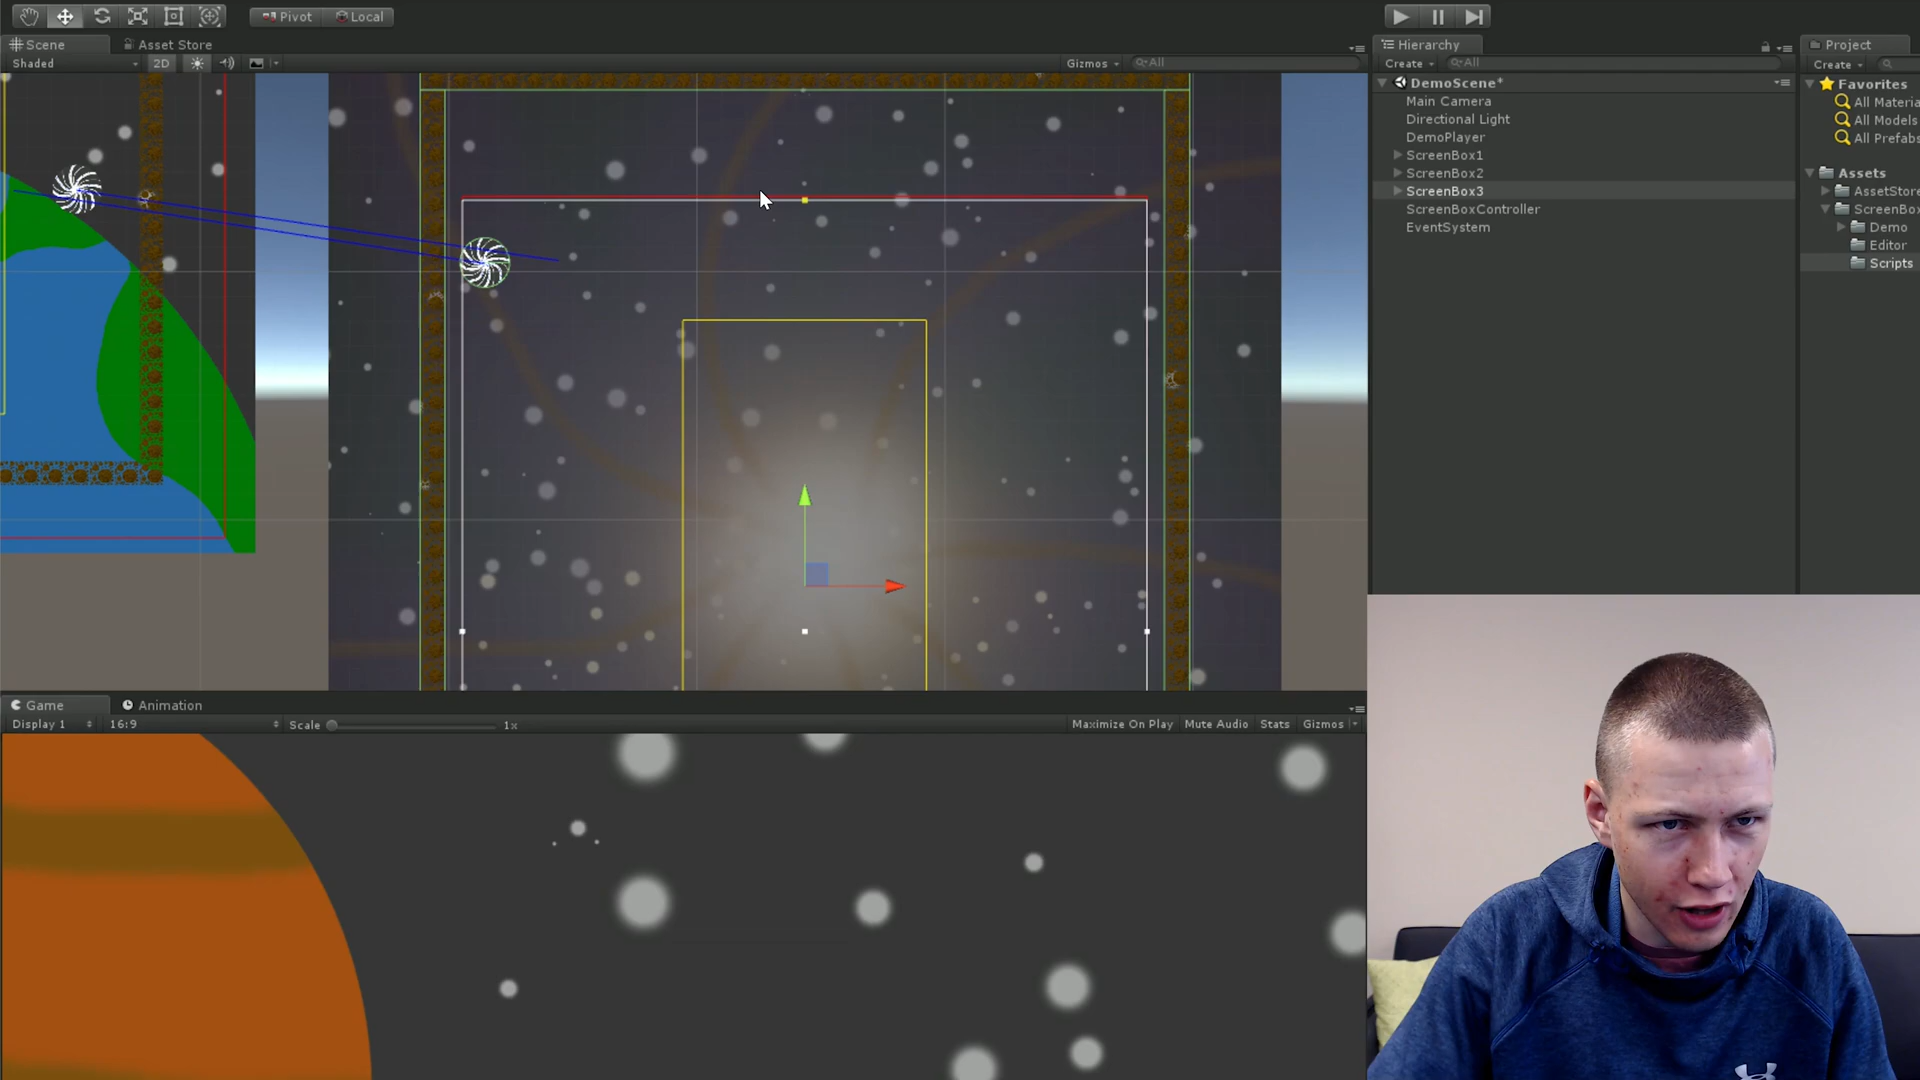 Pivot Local
Scene Asset Store
Shaded 2D Gizmos All
Hierarchy
Create All
DemoScene*
Main Camera
Directional Light
DemoPlayer
ScreenBox1
ScreenBox2
ScreenBox3
ScreenBoxController
EventSystem
Project
Create
Favorites
All Materia
All Models
All Prefabs
Assets
AssetStore
ScreenBo
Demo
Editor
Scripts
Game Animation
Display 1 16:9 Scale 1x Maximize On Play Mute Audio Stats Gizmos